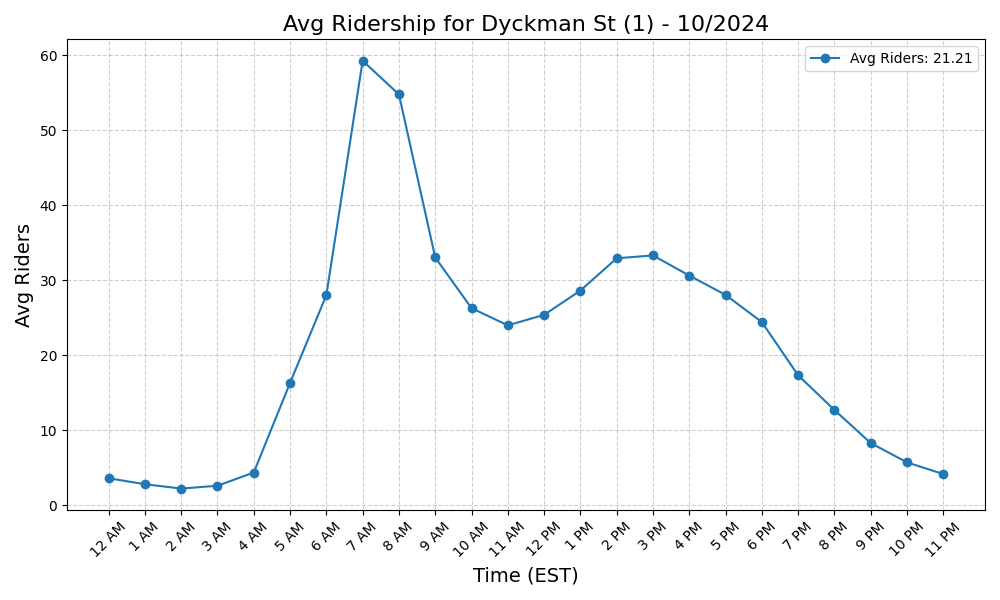 Avg Ridership for Dyckman St (1) - 10/2024
Avg Riders: 21.21
Avg Riders
60
50
40
30
20
10
0
12 AM
1 AM
2 AM
3 AM
4 AM
5 AM
6 AM
7 AM
8 AM
9 AM
10 AM
11 AM
12 PM
1 PM
2 PM
3 PM
4 PM
5 PM
6 PM
7 PM
8 PM
9 PM
10 PM
11 PM
Time (EST)